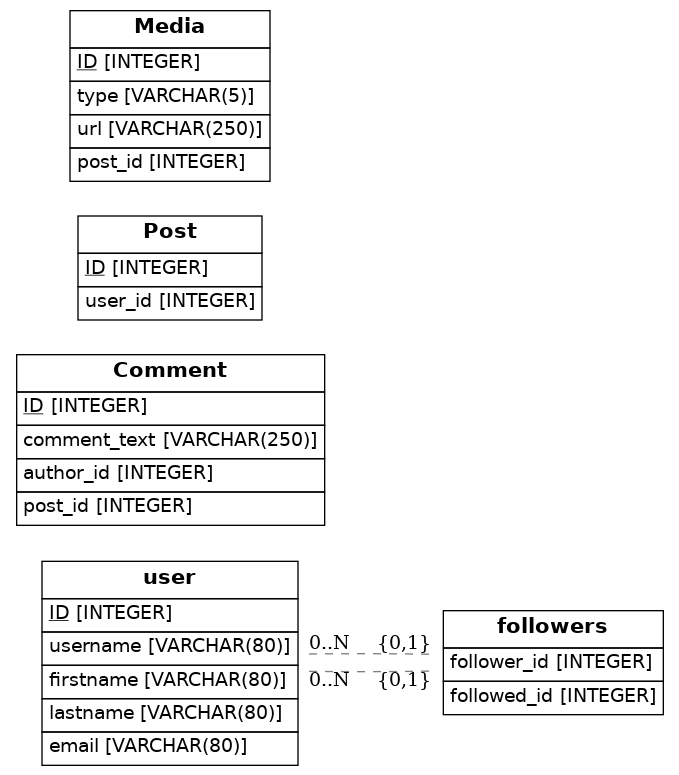 Media
ID [INTEGER]
type [VARCHAR(5)]
url [VARCHAR(250)]
post_id [INTEGER]
Post
ID [INTEGER]
user_id [INTEGER]
Comment
ID [INTEGER]
comment_text [VARCHAR(250)]
author_id [INTEGER]
post_id [INTEGER]
user
ID [INTEGER]
username [VARCHAR(80)]
firstname [VARCHAR(80)]
lastname [VARCHAR(80)]
email [VARCHAR(80)]
0..N {0,1}
0..N {0,1}
followers
follower_id [INTEGER]
followed_id [INTEGER]